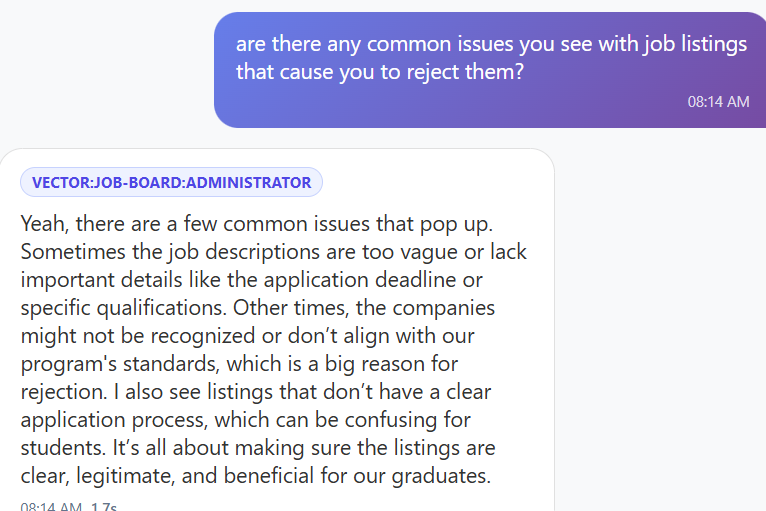 are there any common issues you see with job listings
that cause you to reject them?
08:14 AM
VECTOR:JOB-BOARD:ADMINISTRATOR
Yeah, there are a few common issues that pop up.
Sometimes the job descriptions are too vague or lack
important details like the application deadline or
specific qualifications. Other times, the companies
might not be recognized or don’t align with our
program's standards, which is a big reason for
rejection. I also see listings that don’t have a clear
application process, which can be confusing for
students. It’s all about making sure the listings are
clear, legitimate, and beneficial for our graduates.
08:14 AM 1.7s